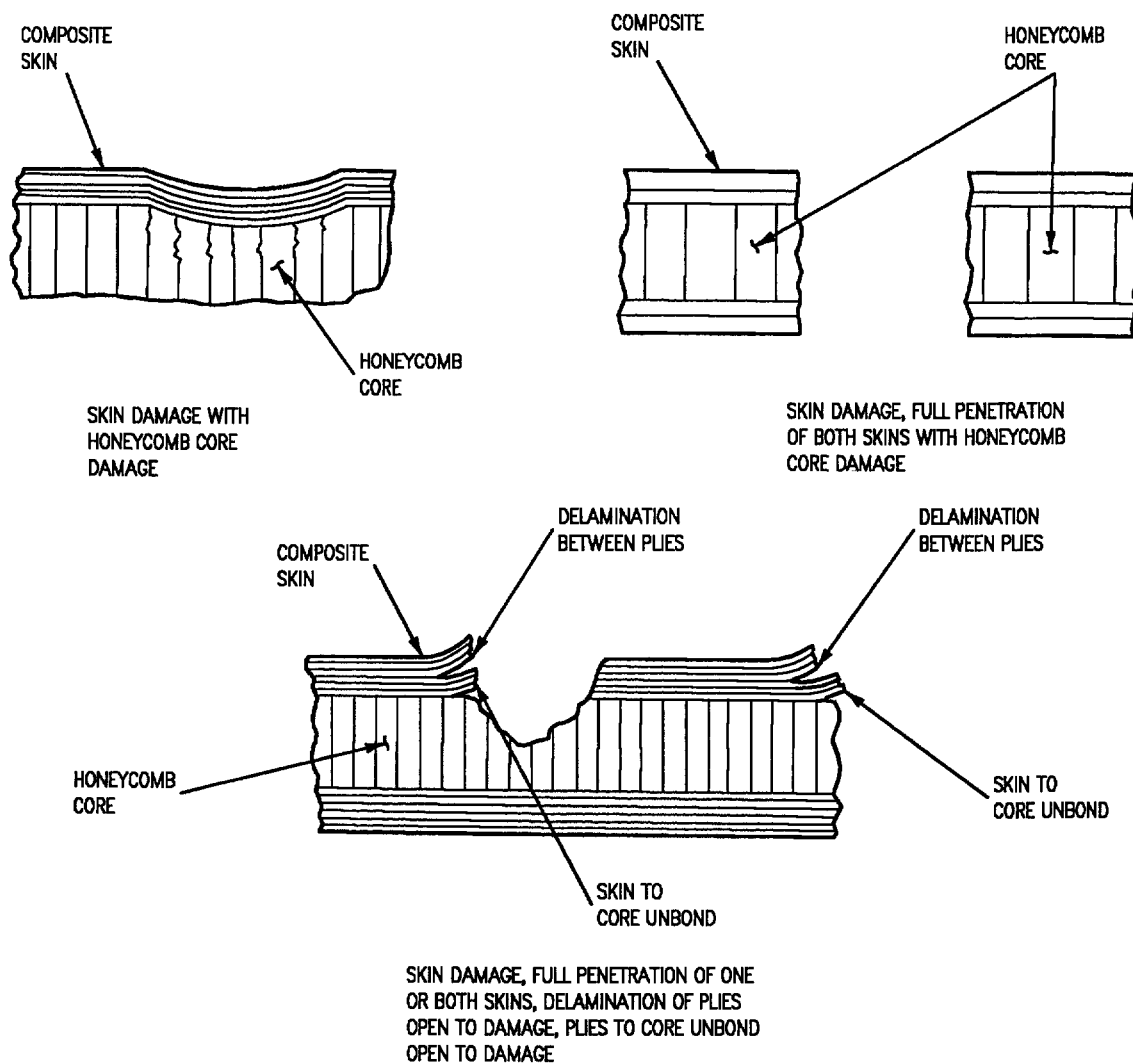 COMPOSITE
SKIN
HONEYCOMB
CORE
SKIN DAMAGE WITH
HONEYCOMB CORE
DAMAGE
COMPOSITE
SKIN
HONEYCOMB
CORE
SKIN DAMAGE, FULL PENETRATION
OF BOTH SKINS WITH HONEYCOMB
CORE DAMAGE
COMPOSITE
SKIN
DELAMINATION
BETWEEN PLIES
DELAMINATION
BETWEEN PLIES
HONEYCOMB
CORE
SKIN TO
CORE UNBOND
SKIN TO
CORE UNBOND
SKIN DAMAGE, FULL PENETRATION OF ONE
OR BOTH SKINS, DELAMINATION OF PLIES
OPEN TO DAMAGE, PLIES TO CORE UNBOND
OPEN TO DAMAGE